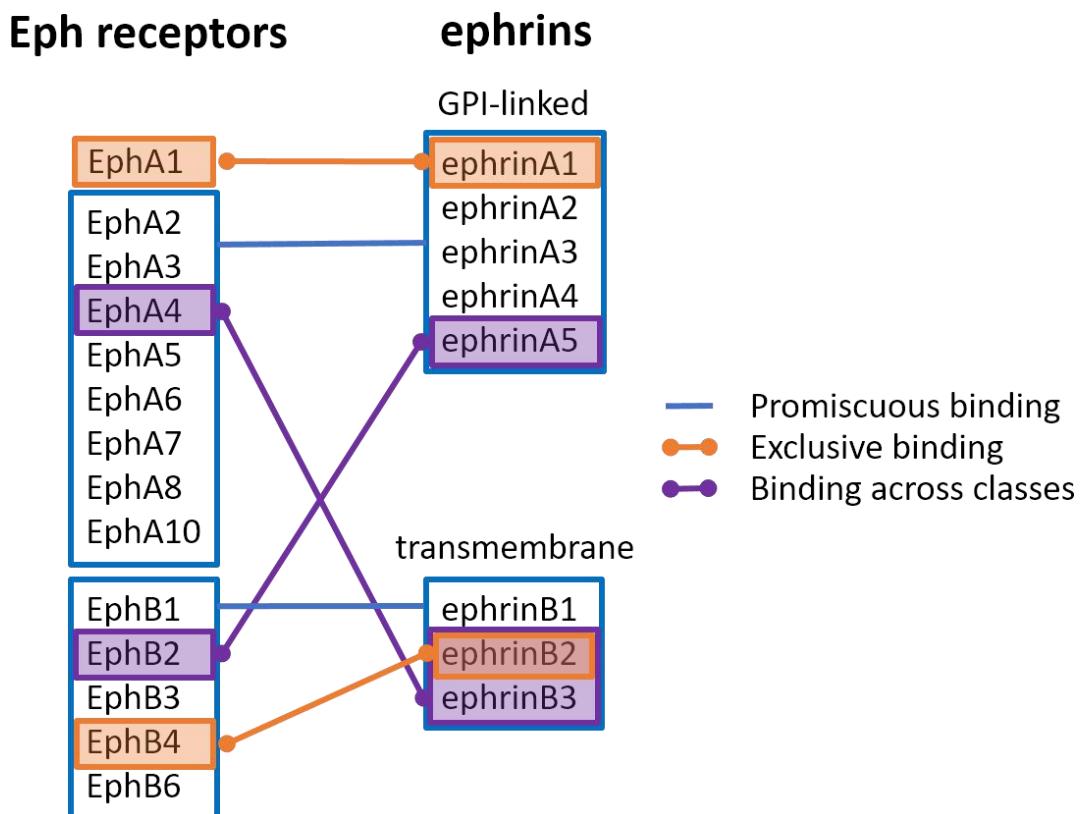 Eph receptors
ephrins
GPI-linked
EphA1
EphA2
EphA3
EphA4
EphA5
EphA6
EphA7
EphA8
EphA10
EphB1
EphB2
EphB3
EphB4
EphB6
ephrinA1
ephrinA2
ephrinA3
ephrinA4
ephrinA5
transmembrane
ephrinB1
ephrinB2
ephrinB3
Promiscuous binding
Exclusive binding
Binding across classes